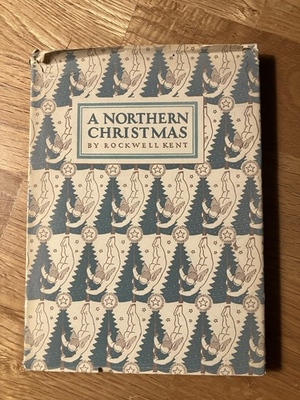 A NORTHERN
CHRISTMAS
BY ROCKWELL KENT